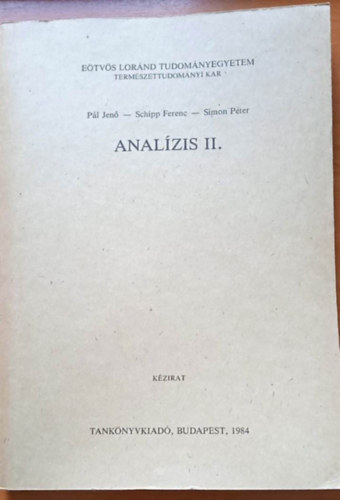 EÖTVÖS LORÁND TUDOMÁNYEGYETEM
TERMÉSZETTUDOMÁNYI KAR
Pál Jenő — Schipp Ferenc — Simon Péter
ANALÍZIS II.
KÉZIRAT
TANKÖNYVKIADÓ, BUDAPEST, 1984